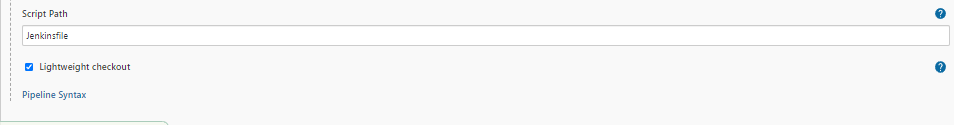 Script Path
?
Jenkinsfile
Lightweight checkout
?
Pipeline Syntax